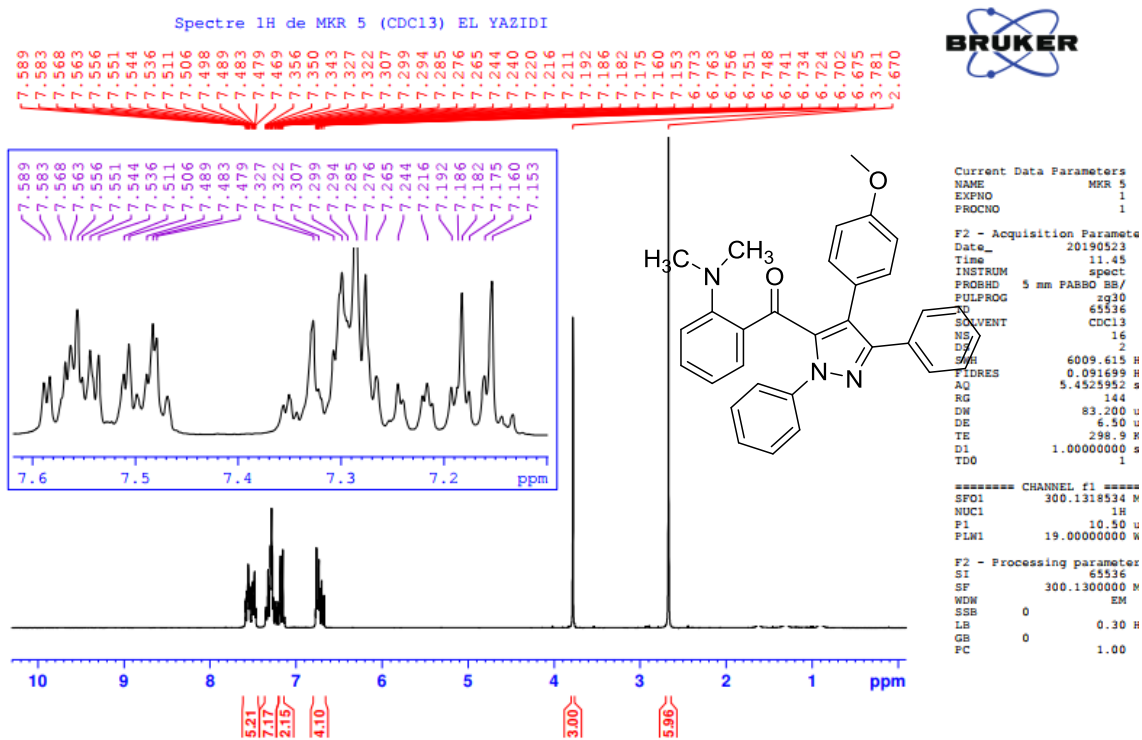 Spectre 1H de MKR 5 (CDCl3) EL YAZIDI
BRUKER
7.589
7.583
7.568
7.563
7.556
7.551
7.544
7.536
7.511
7.506
7.498
7.489
7.483
7.479
7.469
7.356
7.350
7.343
7.327
7.322
7.307
7.299
7.294
7.285
7.276
7.265
7.244
7.240
7.220
7.216
7.211
7.192
7.186
7.182
7.175
7.160
7.153
6.773
6.763
6.756
6.751
6.748
6.741
6.734
6.724
6.702
6.675
3.781
2.670
7.589
7.583
7.568
7.563
7.556
7.551
7.544
7.536
7.511
7.506
7.489
7.483
7.479
7.327
7.322
7.307
7.299
7.294
7.285
7.276
7.265
7.244
7.216
7.192
7.186
7.182
7.175
7.160
7.153
7.6 7.5 7.4 7.3 7.2 ppm
O
H3C N CH3
O
N N
Current Data Parameters
NAME MKR 5
EXPNO 1
PROCNO 1
F2 - Acquisition Paramete
Date_ 20190523
Time 11.45
INSTRUM spect
PROBHD 5 mm PABBO BB/
PULPROG zg30
TD 65536
SOLVENT CDCl3
NS 16
DS 2
SWH 6009.615 H
FIDRES 0.091699 H
AQ 5.4525952 s
RG 144
DW 83.200 u
DE 6.50 u
TE 298.9 K
D1 1.00000000 s
TD0 1
======== CHANNEL f1 =====
SFO1 300.1318534 M
NUC1 1H
P1 10.50 u
PLW1 19.00000000 W
F2 - Processing parameter
SI 65536
SF 300.1300000 M
WDW EM
SSB 0
LB 0.30 H
GB 0
PC 1.00
10 9 8 7 6 5 4 3 2 1 ppm
5.21
7.17
2.15
4.10
3.00
5.96